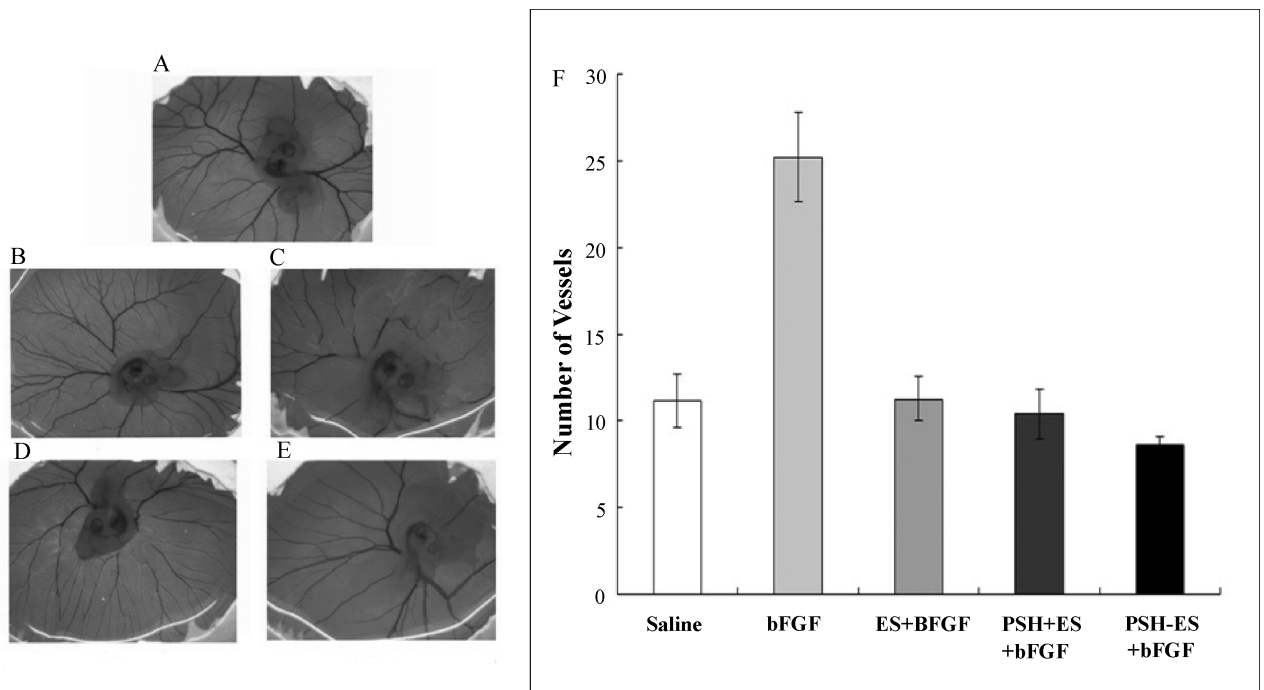 A
B
C
D
E
F
Number of Vessels
30
25
20
15
10
5
0
Saline
bFGF
ES+BFGF
PSH+ES
+bFGF
PSH-ES
+bFGF